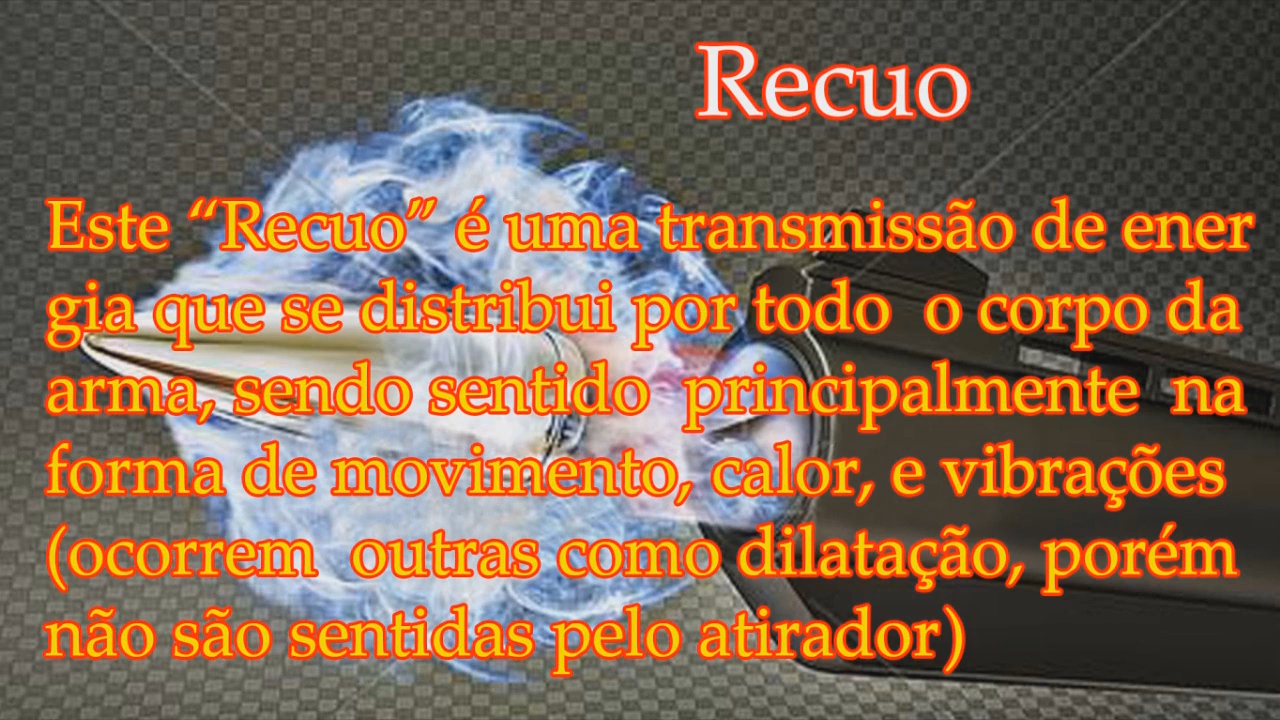 Recuo
Este “Recuo” é uma transmissão de ener
gia que se distribui por todo o corpo da
arma, sendo sentido principalmente na
forma de movimento, calor, e vibrações
(ocorrem outras como dilatação, porém
não são sentidas pelo atirador)